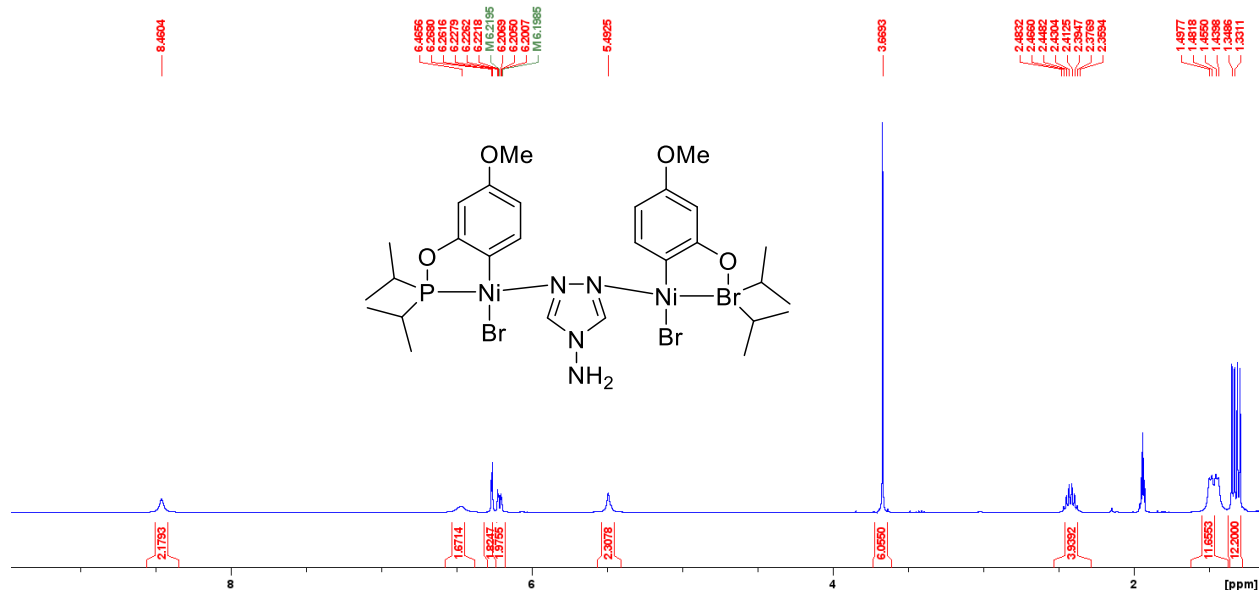 8.4604
6.4656
6.2680
6.2616
6.2279
6.2262
6.2218
M 6.2195
6.2069
6.2050
6.2007
M 6.1985
5.4925
3.6693
2.4832
2.4660
2.4482
2.4304
2.4125
2.3947
2.3769
2.3594
1.4977
1.4818
1.4550
1.4398
1.3486
1.3311
OMe
OMe
O
O
P
Ni
N
N
Ni
Br
Br
N
Br
NH2
2.1793
1.6714
1.8247
1.9755
2.3078
6.0550
3.9392
11.6553
12.2000
8
6
4
2
[ppm]